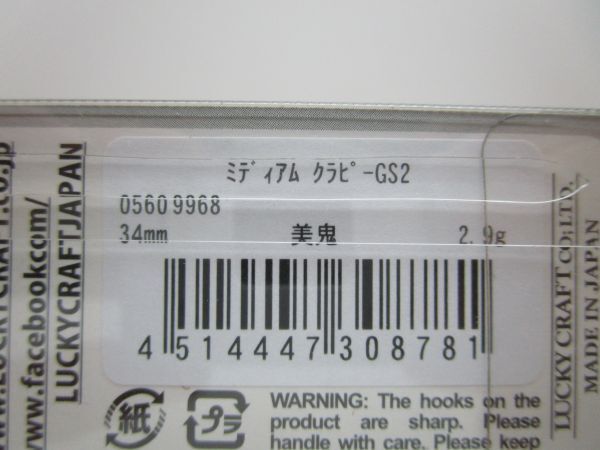 ﾐﾃﾞｨｱﾑ ｸﾗﾋﾟｰGS2
05609968
34mm 美鬼 2.9g
4 514447 308781
紙
プラ
WARNING: The hooks on the
product are sharp. Please
handle with care. Please keep
www.facebook.com/
LUCKYCRAFTJAPAN
LUCKY CRAFT CO.,LTD.
MADE IN JAPAN